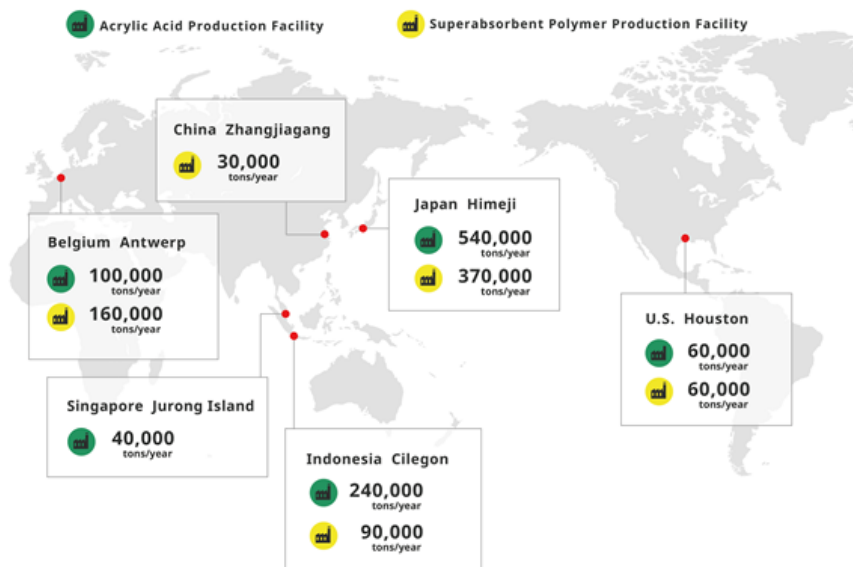 Acrylic Acid Production Facility
Superabsorbent Polymer Production Facility
China Zhangjiagang
30,000
tons/year
Japan Himeji
540,000
tons/year
370,000
tons/year
Belgium Antwerp
100,000
tons/year
160,000
tons/year
U.S. Houston
60,000
tons/year
60,000
tons/year
Singapore Jurong Island
40,000
tons/year
Indonesia Cilegon
240,000
tons/year
90,000
tons/year